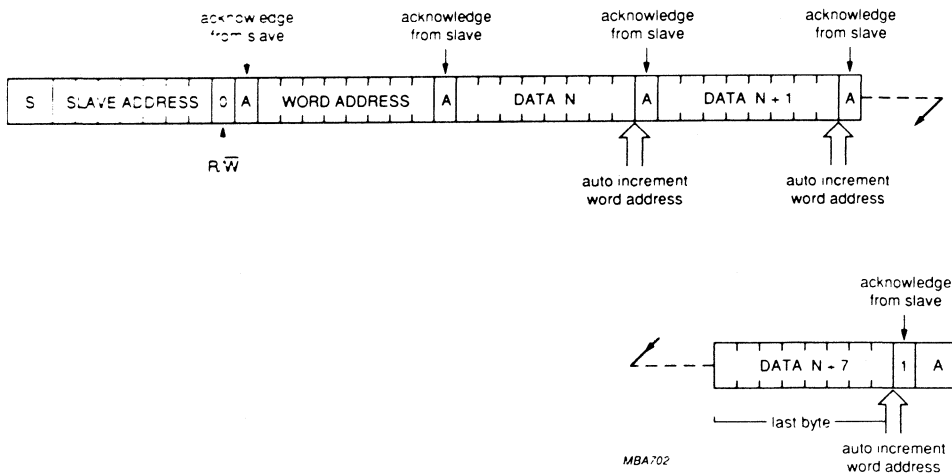 acknowledge
from slave
acknowledge
from slave
acknowledge
from slave
acknowledge
from slave
S SLAVE ADDRESS 0 A WORD ADDRESS A DATA N A DATA N + 1 A
R/W̅
auto increment
word address
auto increment
word address
acknowledge
from slave
DATA N + 7 1 A
last byte
auto increment
word address
MBA702